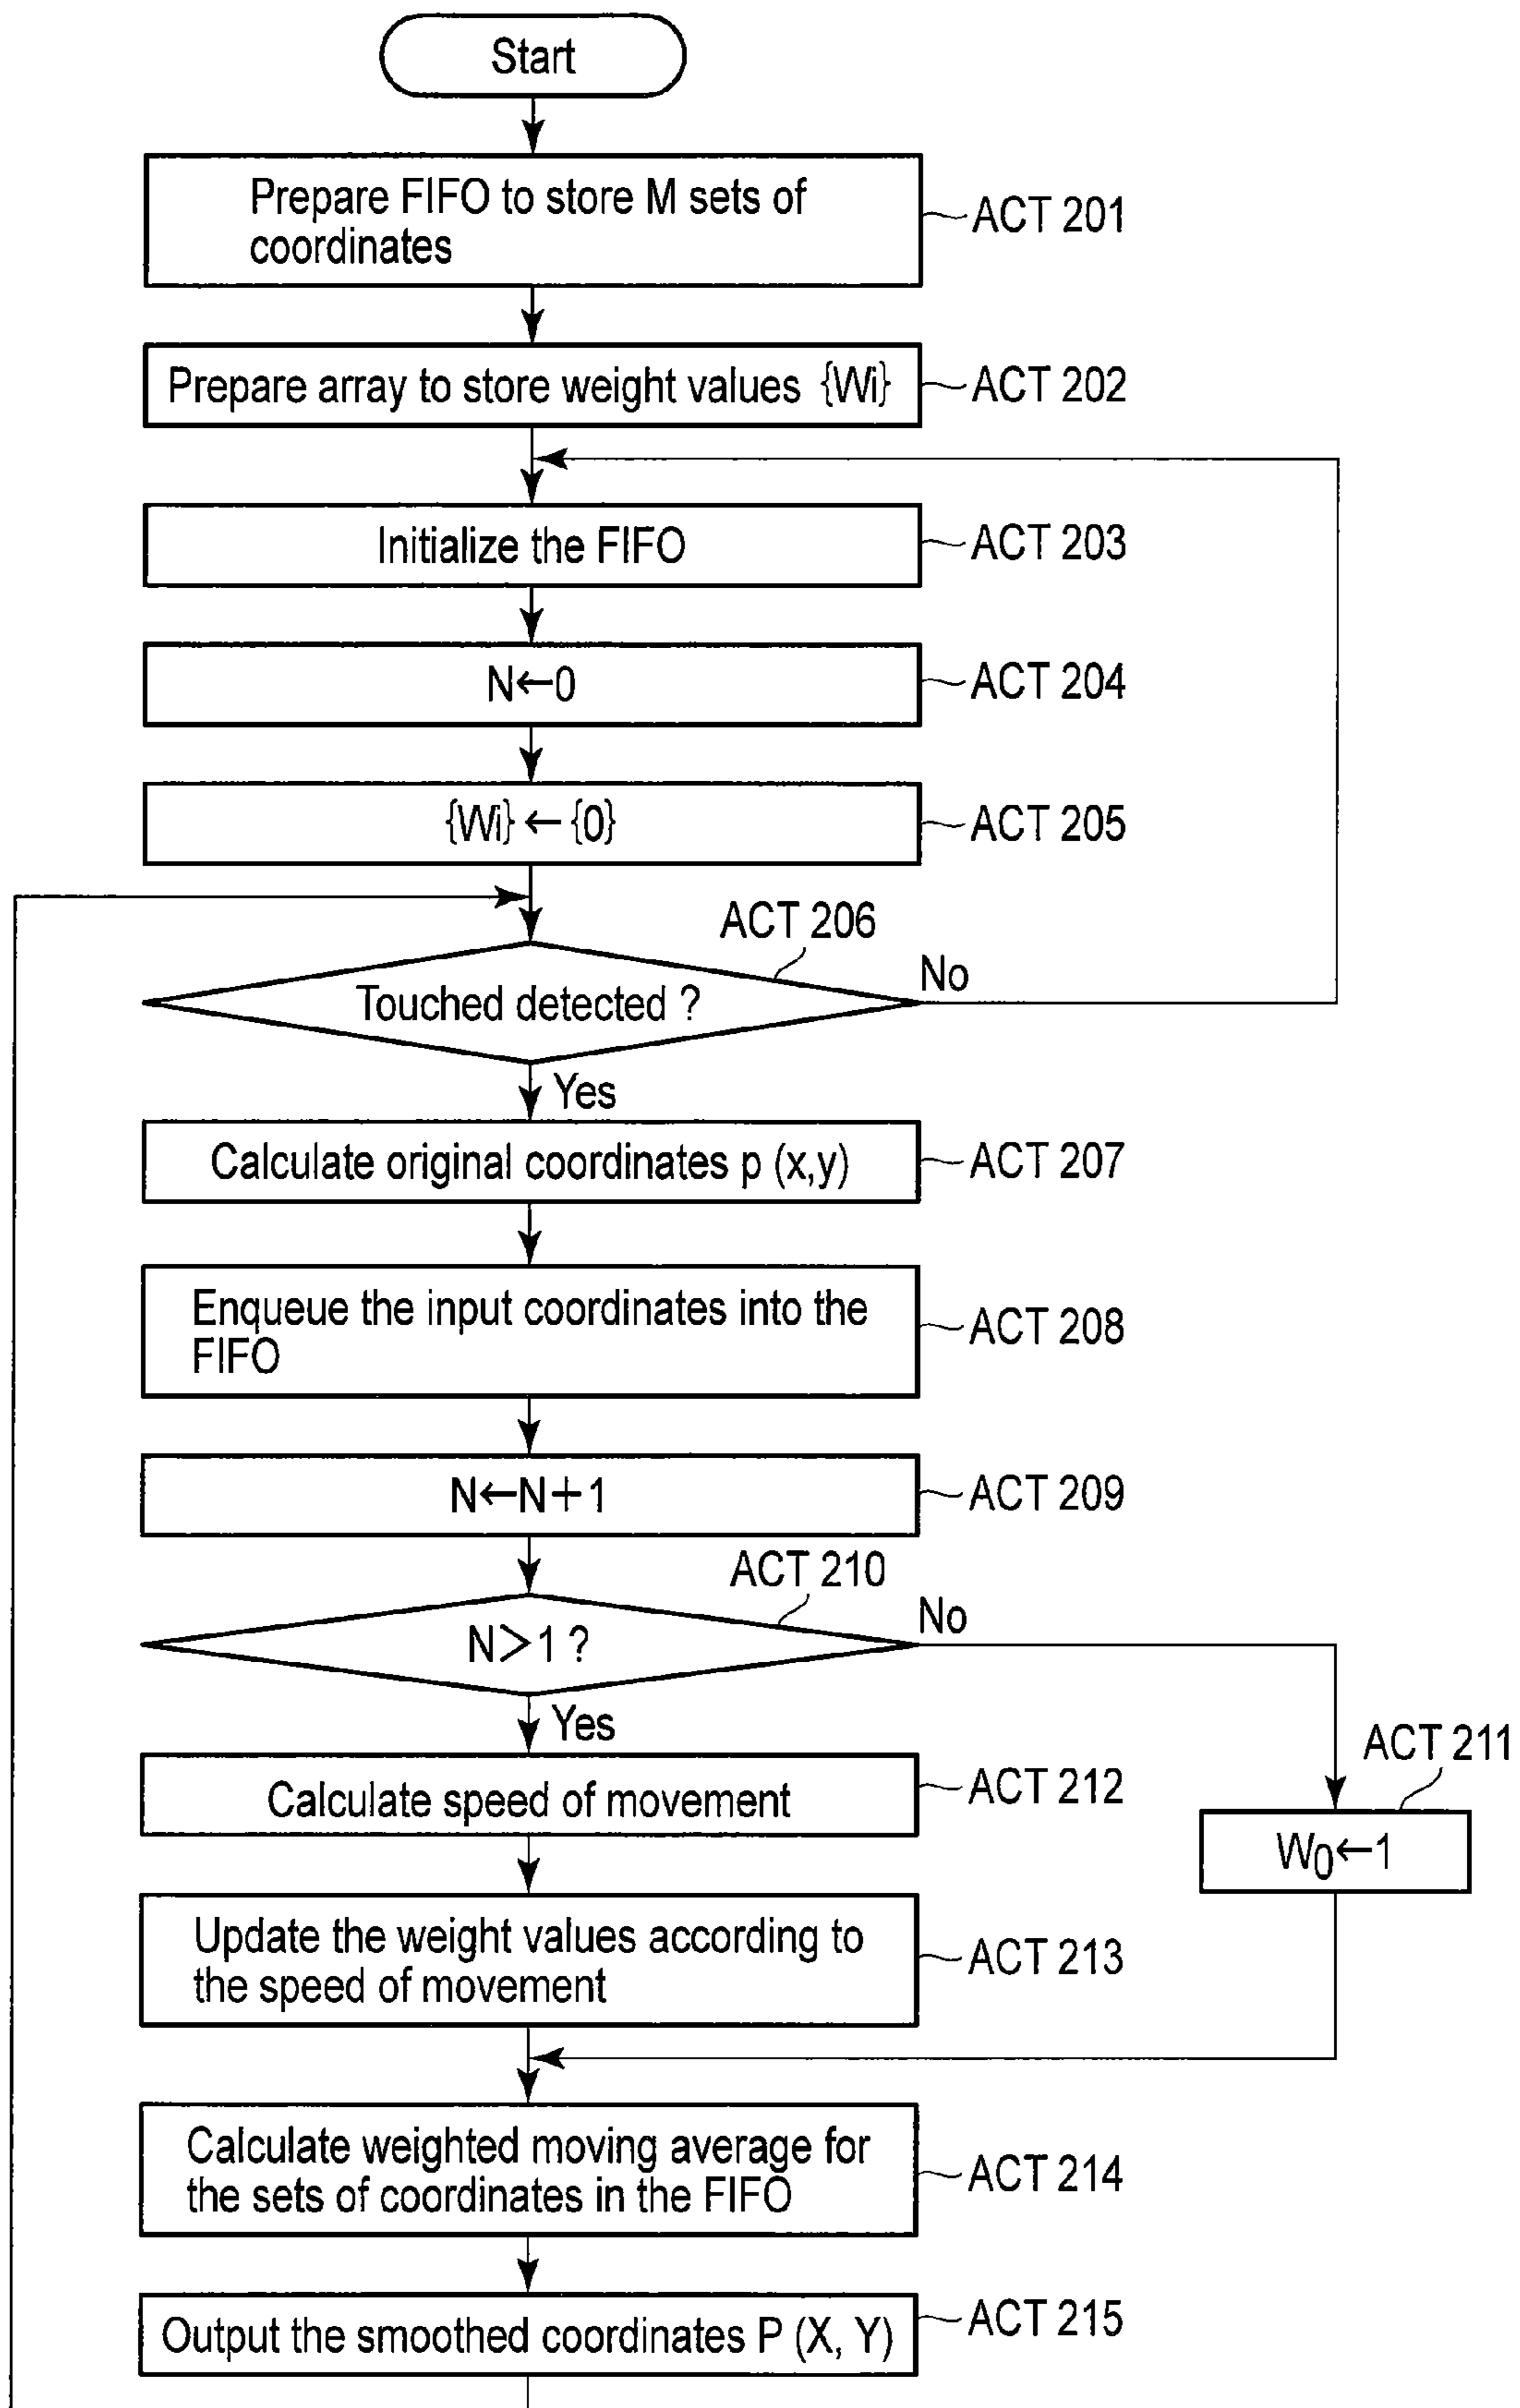 Start
Prepare FIFO to store M sets of
coordinates
ACT 201
Prepare array to store weight values {Wi}
ACT 202
Initialize the FIFO
ACT 203
N←0
ACT 204
{Wi} ← {0}
ACT 205
ACT 206
Touched detected ?
No
Yes
Calculate original coordinates p (x,y)
ACT 207
Enqueue the input coordinates into the
FIFO
ACT 208
N←N+1
ACT 209
ACT 210
N>1 ?
No
Yes
ACT 211
W0←1
Calculate speed of movement
ACT 212
Update the weight values according to
the speed of movement
ACT 213
Calculate weighted moving average for
the sets of coordinates in the FIFO
ACT 214
Output the smoothed coordinates P (X, Y)
ACT 215